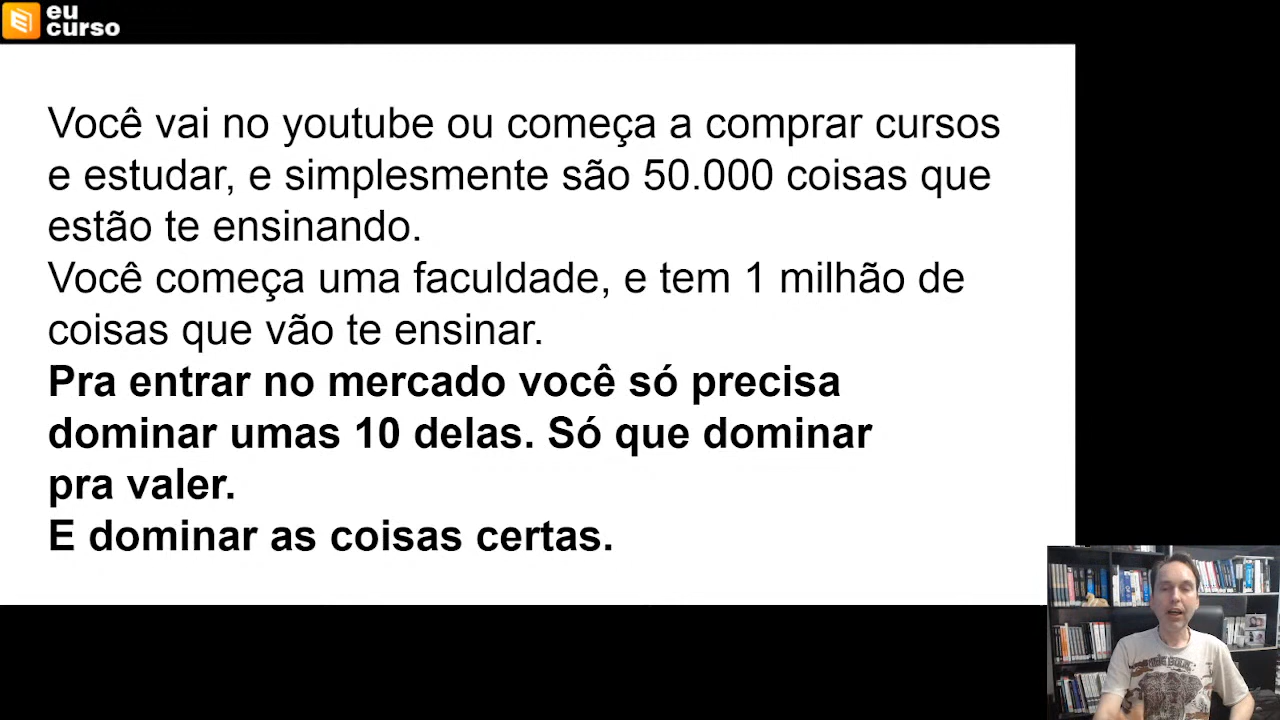 eu
curso
Você vai no youtube ou começa a comprar cursos
e estudar, e simplesmente são 50.000 coisas que
estão te ensinando.
Você começa uma faculdade, e tem 1 milhão de
coisas que vão te ensinar.
Pra entrar no mercado você só precisa
dominar umas 10 delas. Só que dominar
pra valer.
E dominar as coisas certas.